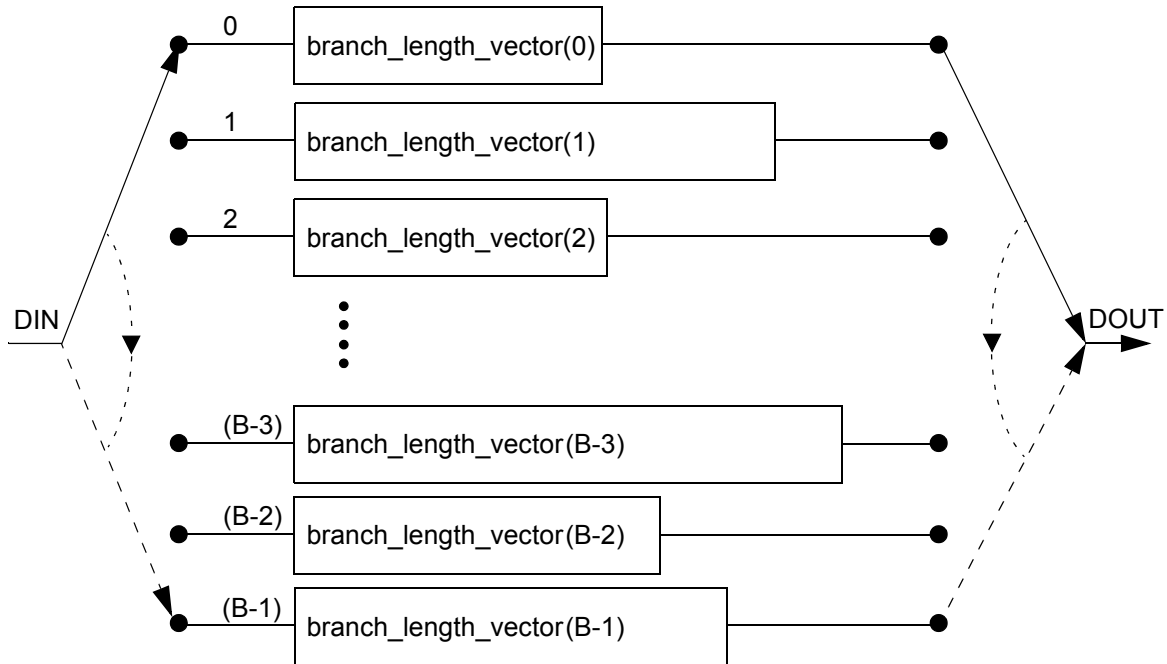 0
branch_length_vector(0)
1
branch_length_vector(1)
2
branch_length_vector(2)
DIN
DOUT
(B-3)
branch_length_vector(B-3)
(B-2)
branch_length_vector(B-2)
(B-1)
branch_length_vector(B-1)